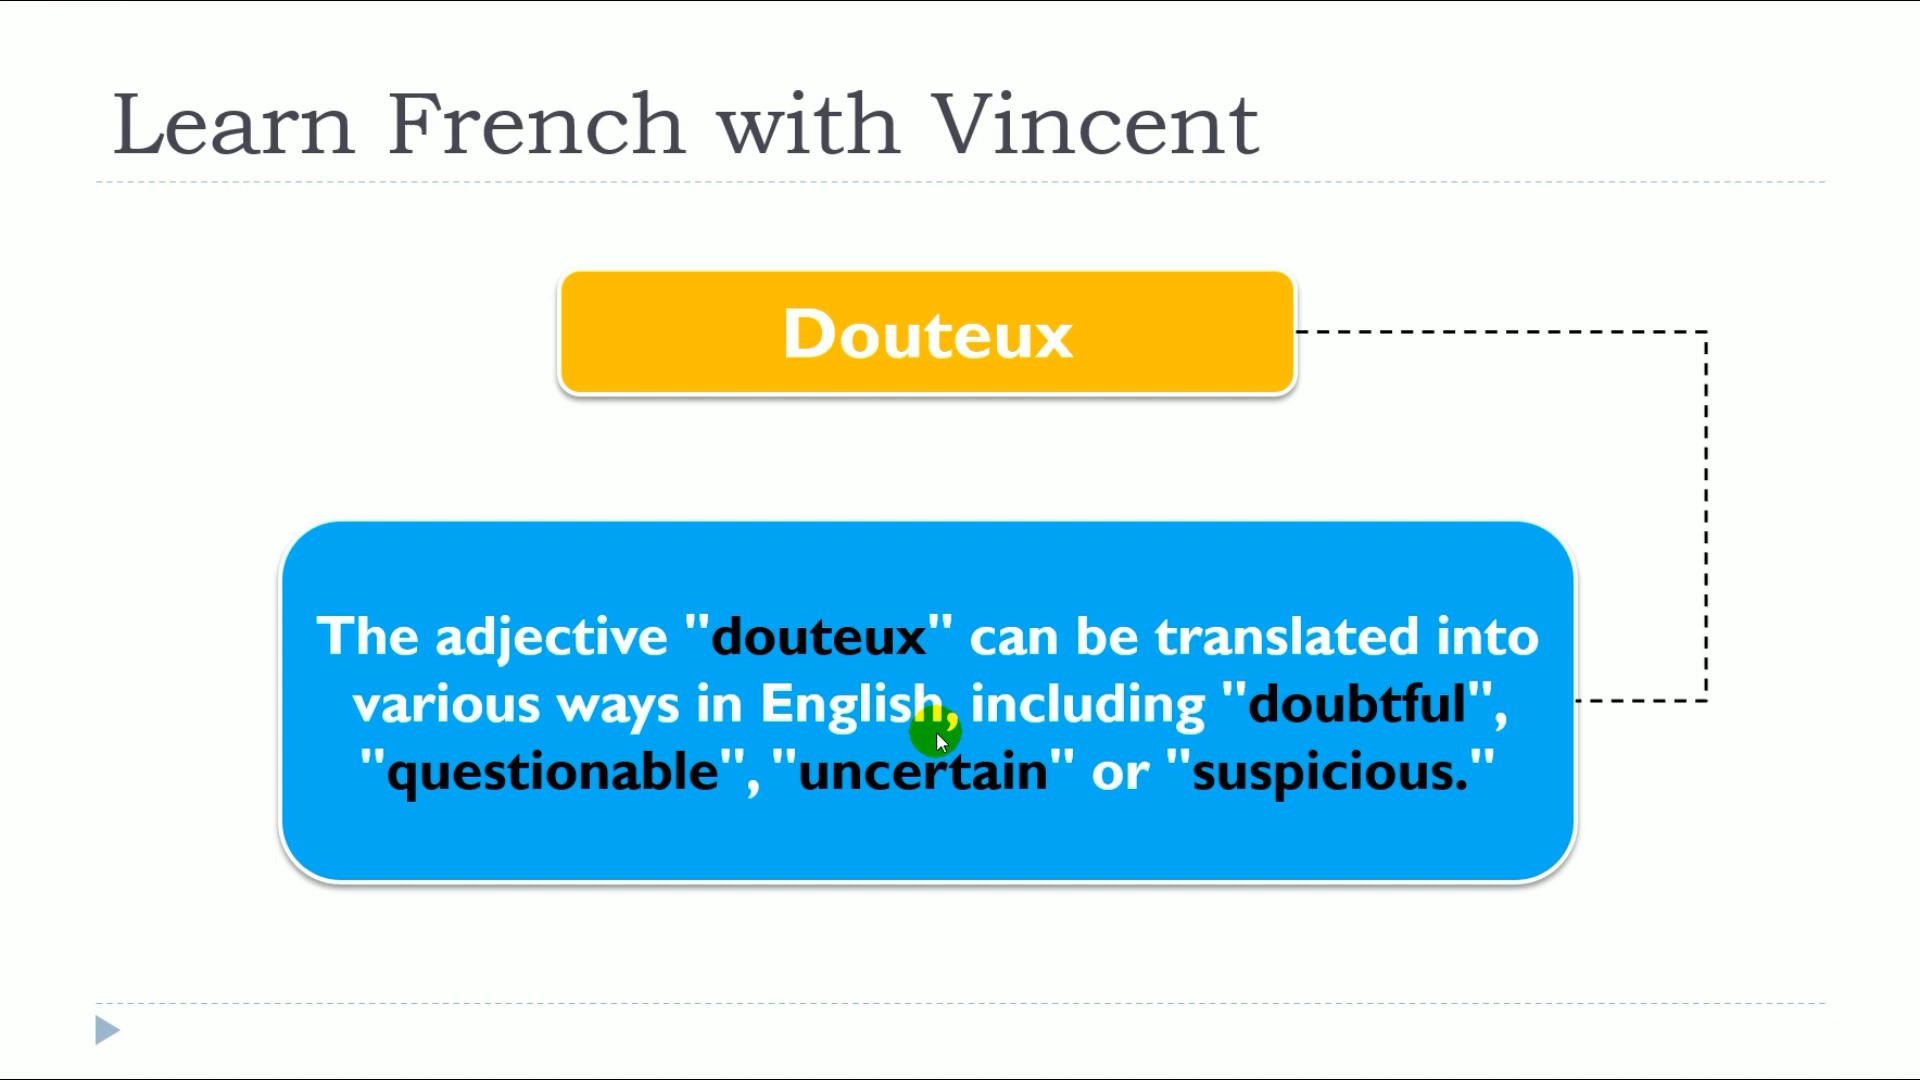 Learn French with Vincent
Douteux
The adjective "douteux" can be translated into
various ways in English, including "doubtful",
"questionable", "uncertain" or "suspicious."